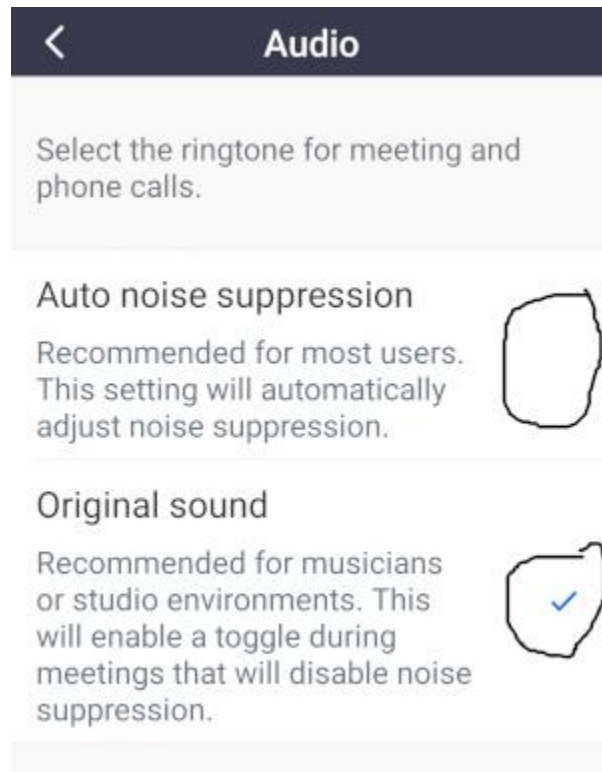 Audio
Select the ringtone for meeting and
phone calls.
Auto noise suppression
Recommended for most users.
This setting will automatically
adjust noise suppression.
Original sound
Recommended for musicians
or studio environments. This
will enable a toggle during
meetings that will disable noise
suppression.